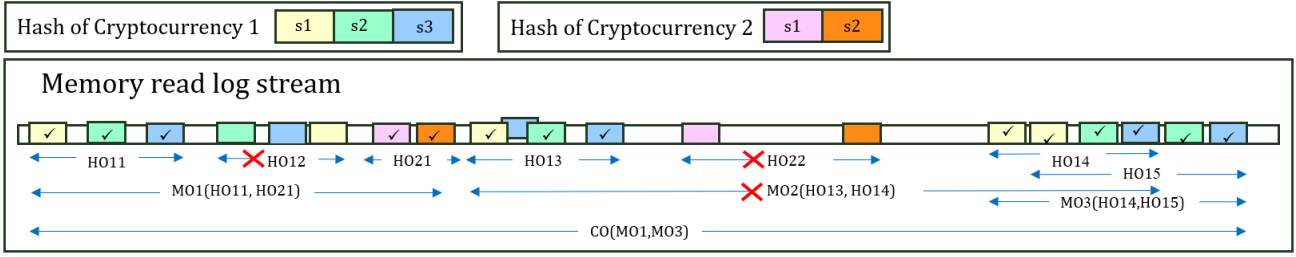 Hash of Cryptocurrency 1 s1 s2 s3
Hash of Cryptocurrency 2 s1 s2
Memory read log stream
HO11 HO12 HO21 HO13 HO22 HO14
HO15
MO1(HO11, HO21) MO2(HO13, HO14)
MO3(HO14,HO15)
CO(MO1,MO3)